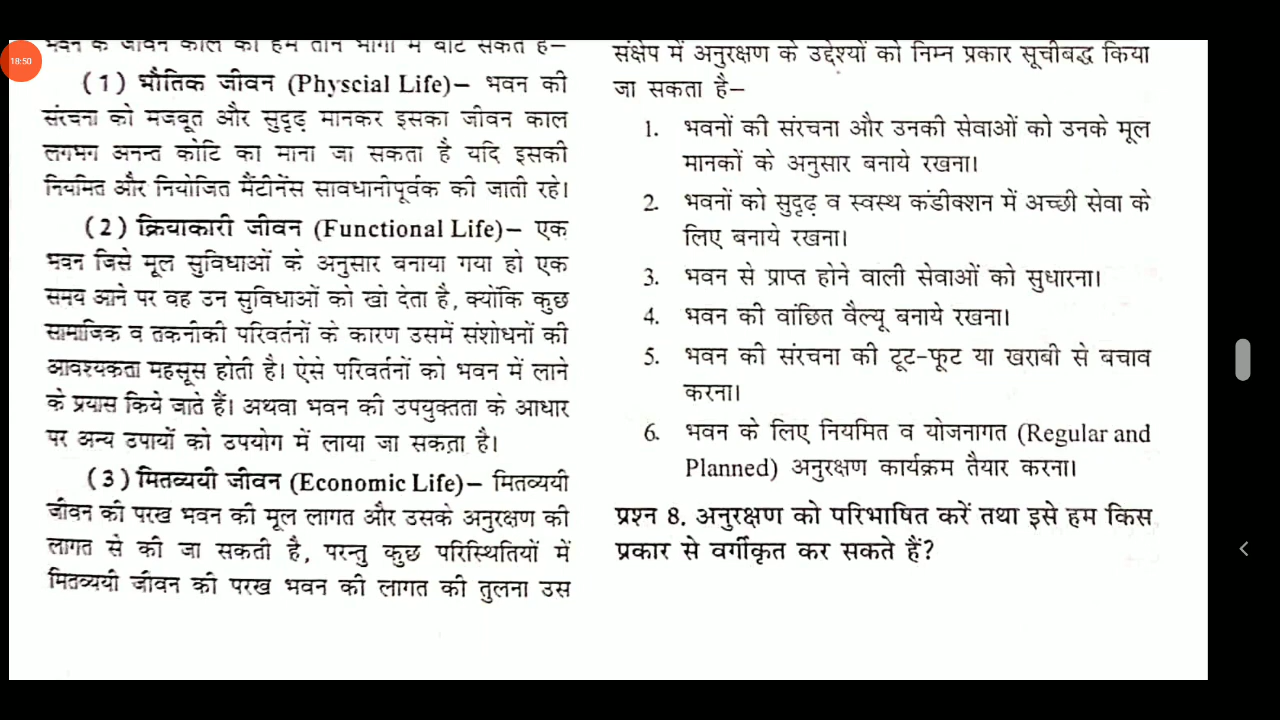 18:50
भवन के जीवन काल को हम तीन भागों में बांट सकते हैं–
(1) भौतिक जीवन (Physcial Life)– भवन की
संरचना को मजबूत और सुदृढ़ मानकर इसका जीवन काल
लगभग अनन्त कोटि का माना जा सकता है यदि इसकी
नियमित और नियोजित मैंटीनेंस सावधानीपूर्वक की जाती रहे।
(2) क्रियाकारी जीवन (Functional Life)– एक
भवन जिसे मूल सुविधाओं के अनुसार बनाया गया हो एक
समय आने पर वह उन सुविधाओं को खो देता है, क्योंकि कुछ
सामाजिक व तकनीकी परिवर्तनों के कारण उसमें संशोधनों की
आवश्यकता महसूस होती है। ऐसे परिवर्तनों को भवन में लाने
के प्रयास किये जाते हैं। अथवा भवन की उपयुक्तता के आधार
पर अन्य उपायों को उपयोग में लाया जा सकता है।
(3) मितव्ययी जीवन (Economic Life)– मितव्ययी
जीवन की परख भवन की मूल लागत और उसके अनुरक्षण की
लागत से की जा सकती है, परन्तु कुछ परिस्थितियों में
मितव्ययी जीवन की परख भवन की लागत की तुलना उस
संक्षेप में अनुरक्षण के उद्देश्यों को निम्न प्रकार सूचीबद्ध किया
जा सकता है–
1. भवनों की संरचना और उनकी सेवाओं को उनके मूल
मानकों के अनुसार बनाये रखना।
2. भवनों को सुदृढ़ व स्वस्थ कंडीक्शन में अच्छी सेवा के
लिए बनाये रखना।
3. भवन से प्राप्त होने वाली सेवाओं को सुधारना।
4. भवन की वांछित वैल्यू बनाये रखना।
5. भवन की संरचना की टूट-फूट या खराबी से बचाव
करना।
6. भवन के लिए नियमित व योजनागत (Regular and
Planned) अनुरक्षण कार्यक्रम तैयार करना।
प्रश्न 8. अनुरक्षण को परिभाषित करें तथा इसे हम किस
प्रकार से वर्गीकृत कर सकते हैं?